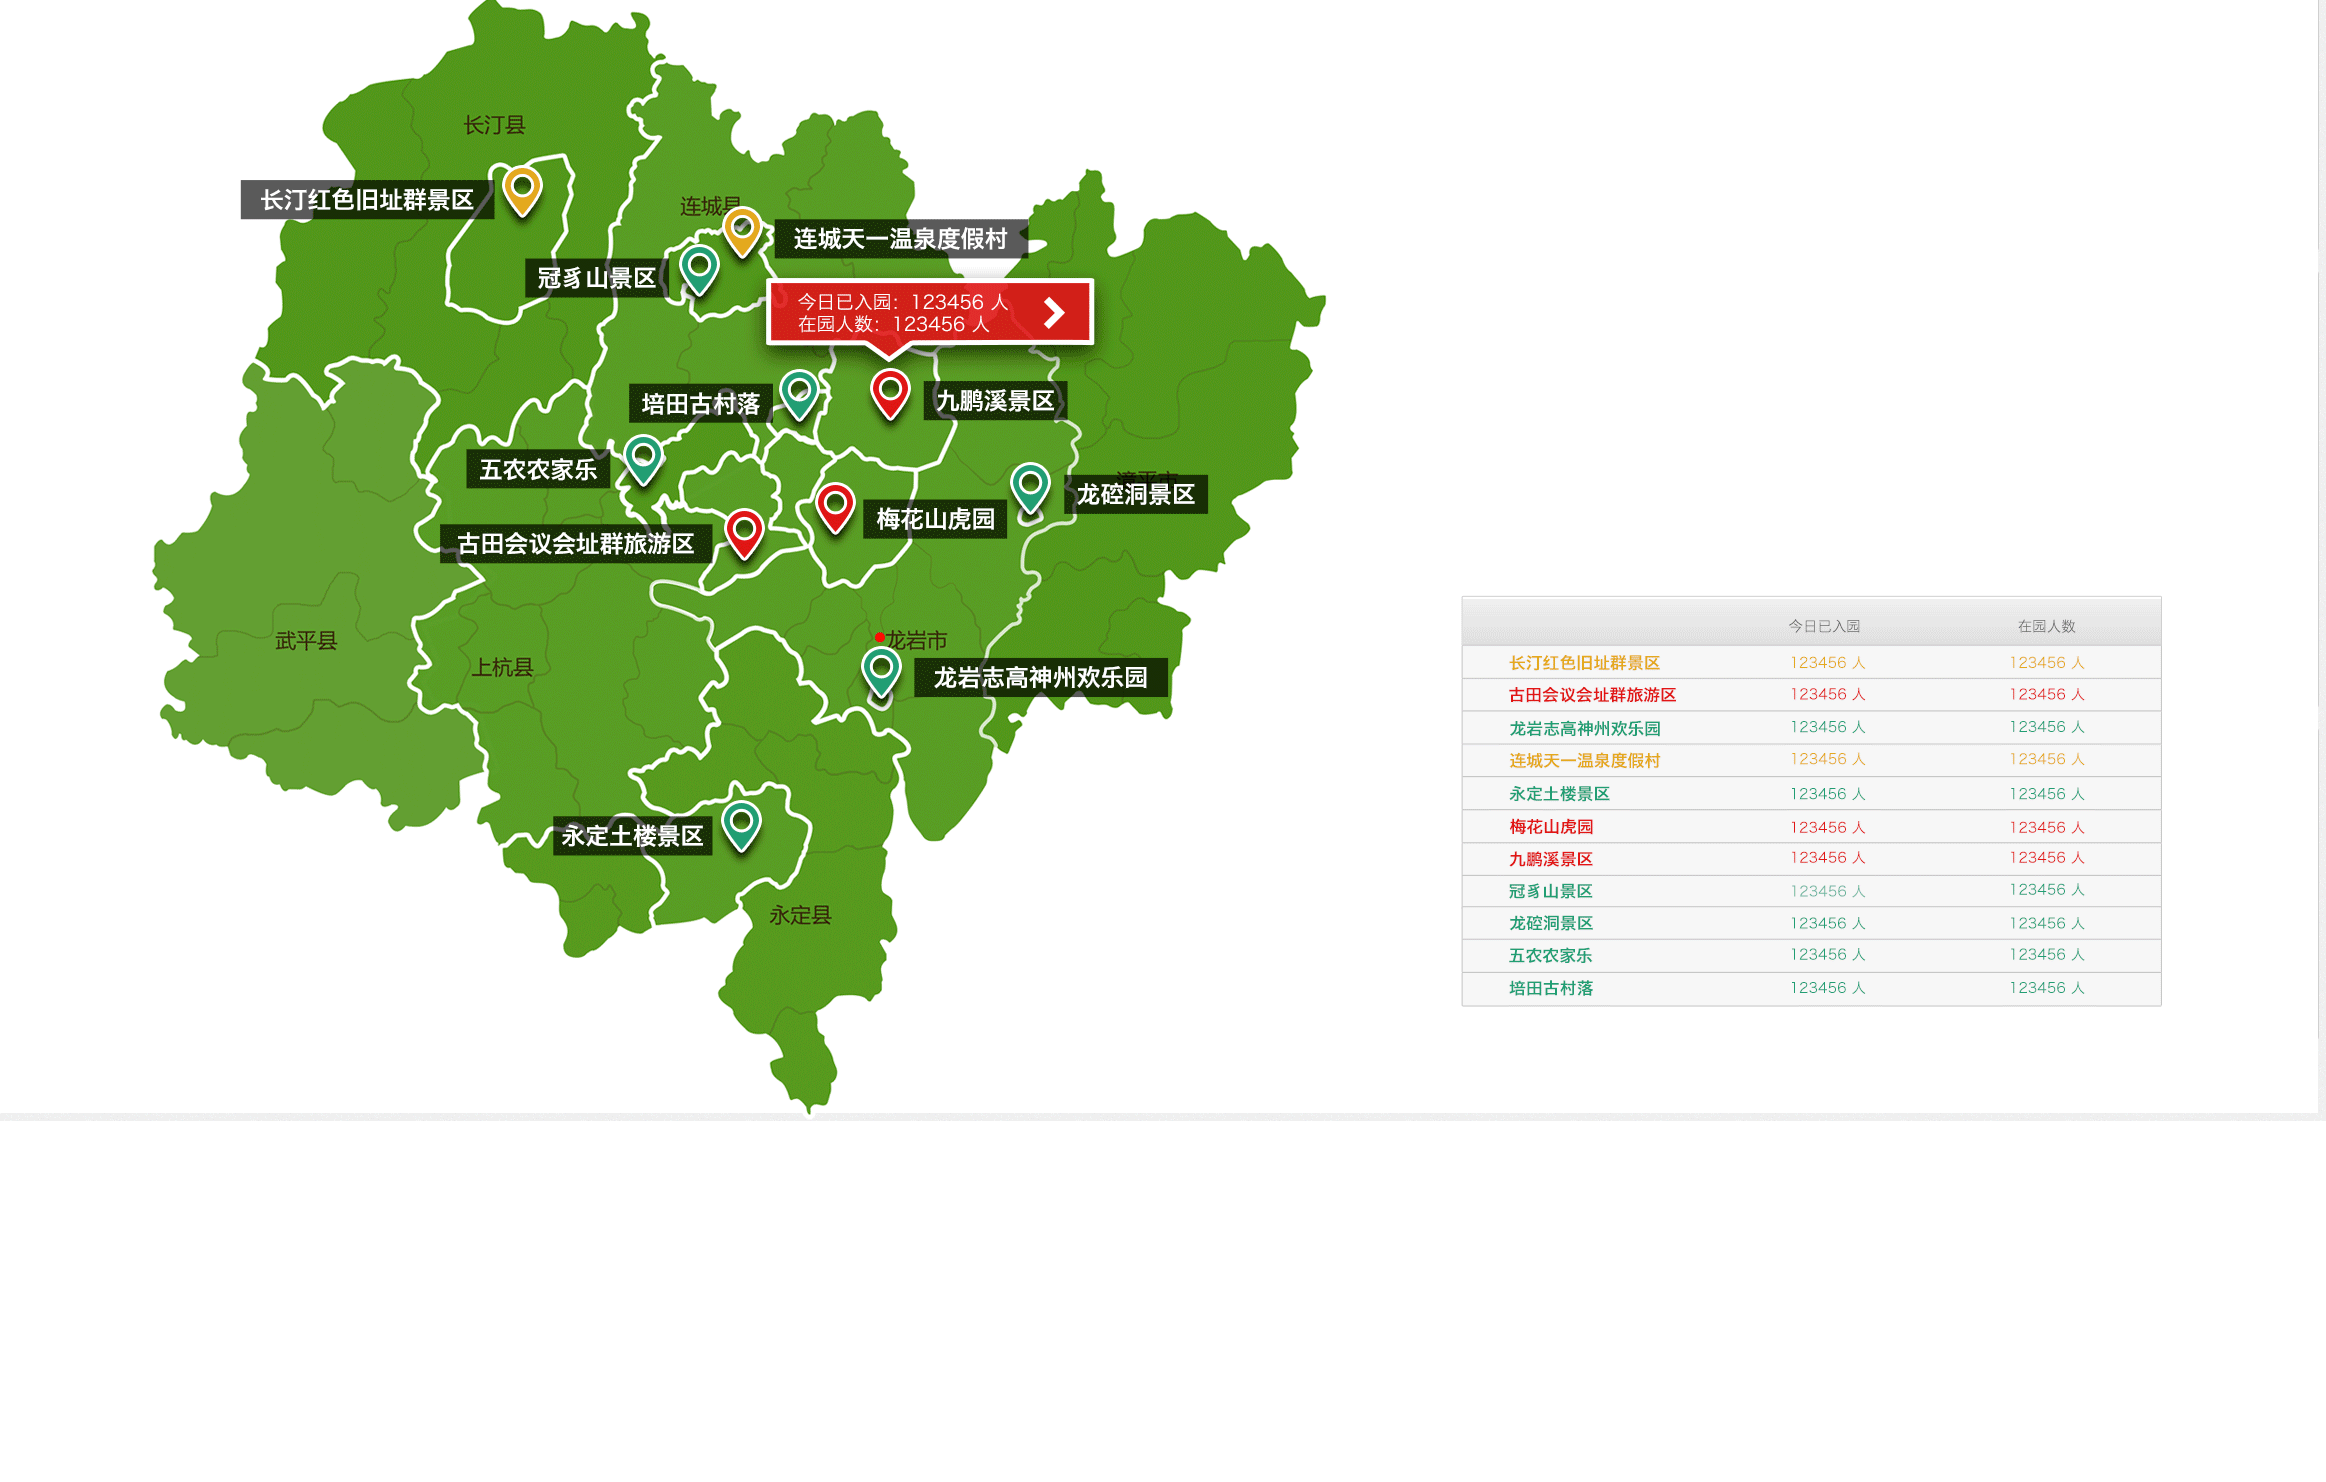 长汀县
长汀红色旧址群景区
连城县
连城天一温泉度假村
冠豸山景区
今日已入园：123456 人
在园人数：123456 人
培田古村落
九鹏溪景区
五农农家乐
漳平市
龙硿洞景区
梅花山虎园
古田会议会址群旅游区
武平县
上杭县
龙岩市
龙岩志高神州欢乐园
永定土楼景区
永定县
今日已入园 在园人数
长汀红色旧址群景区 123456 人 123456 人
古田会议会址群旅游区 123456 人 123456 人
龙岩志高神州欢乐园 123456 人 123456 人
连城天一温泉度假村 123456 人 123456 人
永定土楼景区 123456 人 123456 人
梅花山虎园 123456 人 123456 人
九鹏溪景区 123456 人 123456 人
冠豸山景区 123456 人 123456 人
龙硿洞景区 123456 人 123456 人
五农农家乐 123456 人 123456 人
培田古村落 123456 人 123456 人